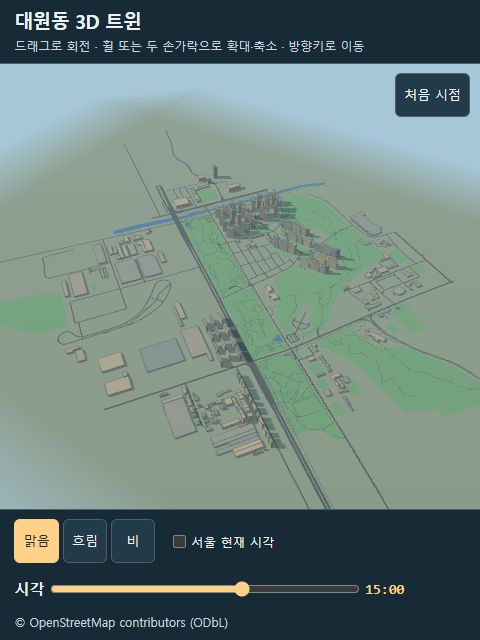 대원동 3D 트윈
드래그로 회전 · 휠 또는 두 손가락으로 확대·축소 · 방향키로 이동
처음 시점
맑음 흐림 비 서울 현재 시각
시각 15:00
© OpenStreetMap contributors (ODbL)